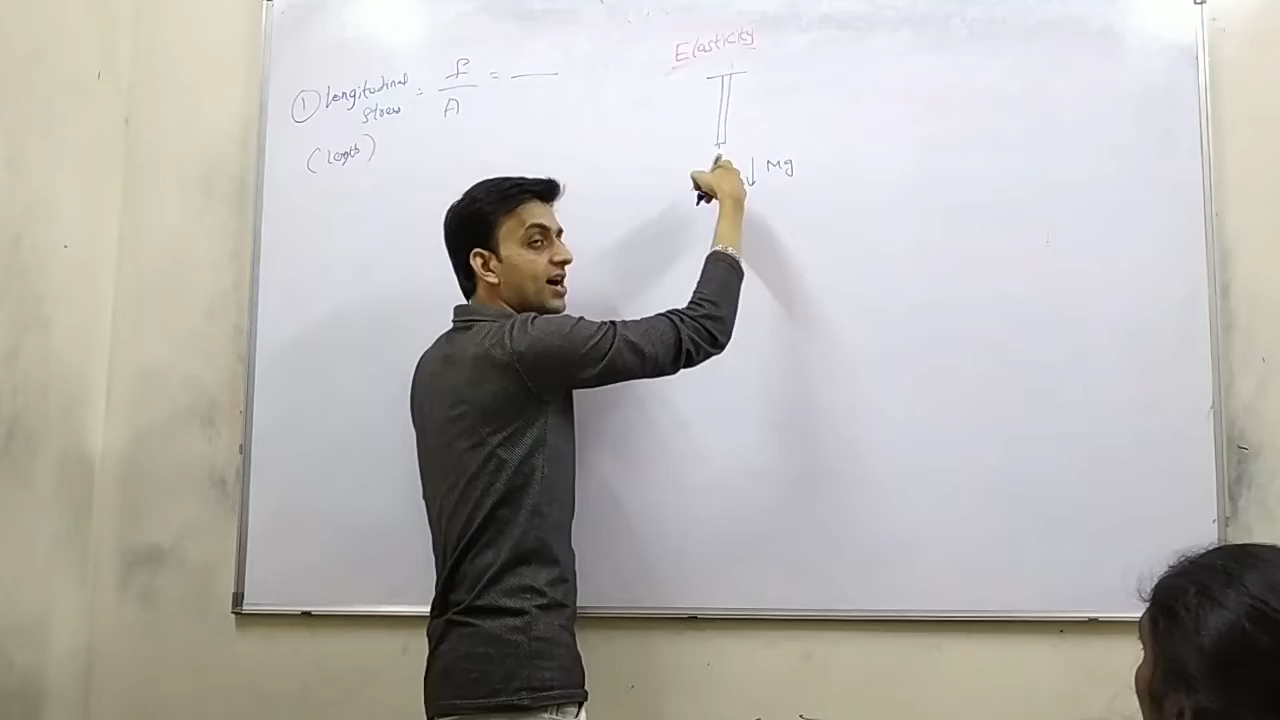 Elasticity
① Longitudinal stress = F/A = —
(length)
Mg